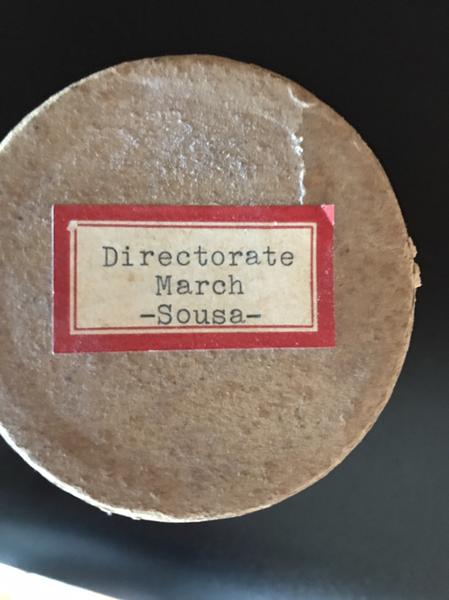 Directorate
March
-Sousa-